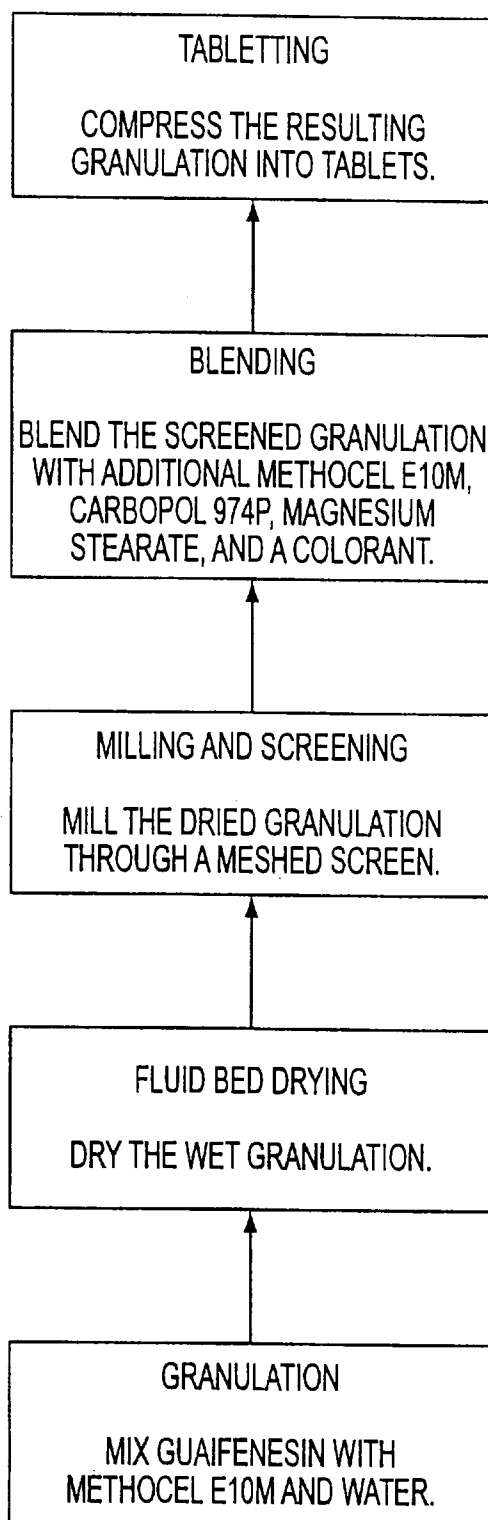 TABLETTING
COMPRESS THE RESULTING
GRANULATION INTO TABLETS.
BLENDING
BLEND THE SCREENED GRANULATION
WITH ADDITIONAL METHOCEL E10M,
CARBOPOL 974P, MAGNESIUM
STEARATE, AND A COLORANT.
MILLING AND SCREENING
MILL THE DRIED GRANULATION
THROUGH A MESHED SCREEN.
FLUID BED DRYING
DRY THE WET GRANULATION.
GRANULATION
MIX GUAIFENESIN WITH
METHOCEL E10M AND WATER.